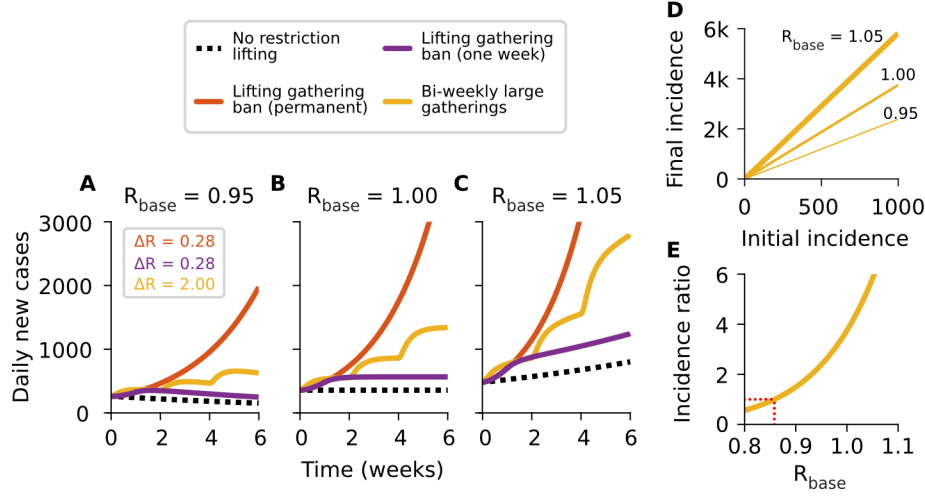 No restriction
lifting
Lifting gathering
ban (one week)
Lifting gathering
ban (permanent)
Bi-weekly large
gatherings
A
R_base = 0.95
B
R_base = 1.00
C
R_base = 1.05
Daily new cases
3000
2000
1000
0
ΔR = 0.28
ΔR = 0.28
ΔR = 2.00
0 2 4 6
0 2 4 6
0 2 4 6
Time (weeks)
D
Final incidence
6k
4k
2k
0
R_base = 1.05
1.00
0.95
0 500 1000
Initial incidence
E
Incidence ratio
6
4
2
0
0.8 0.9 1.0 1.1
R_base